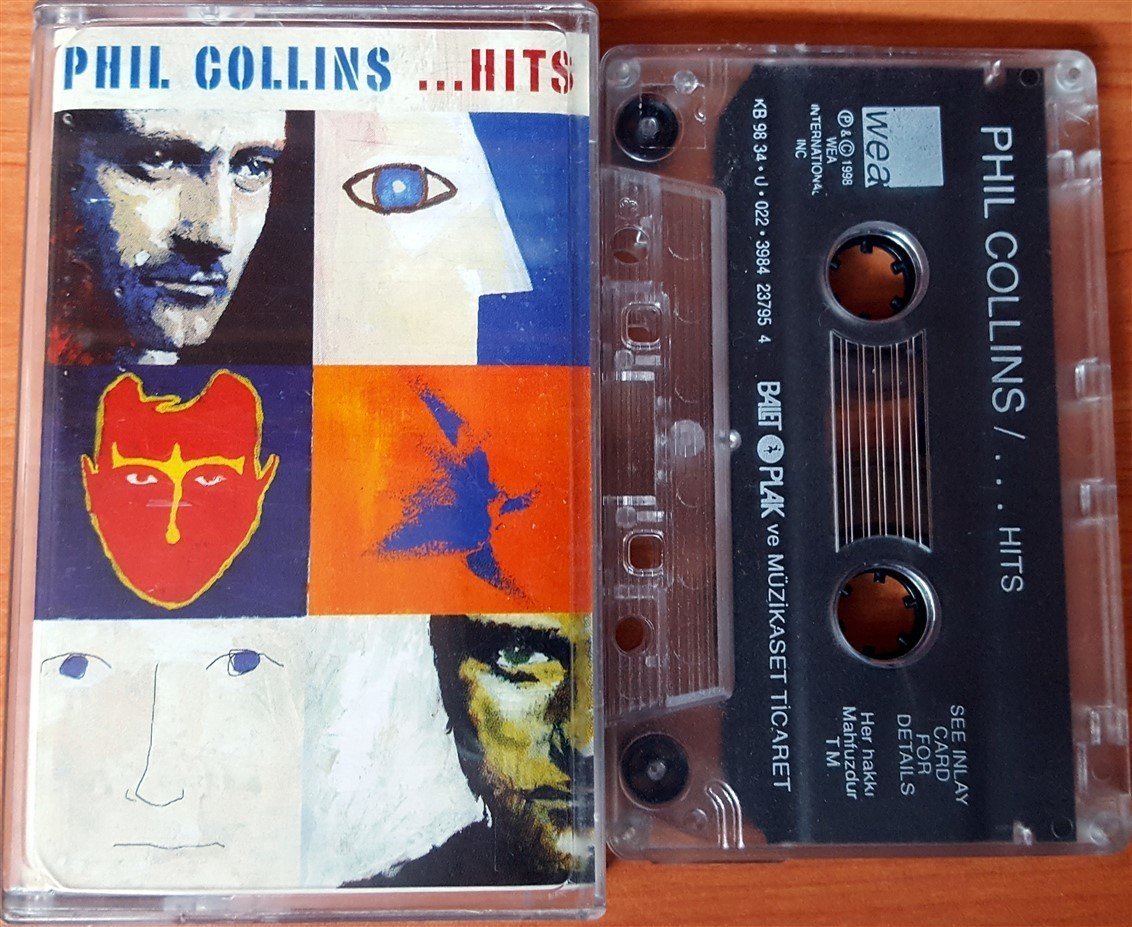 PHIL COLLINS ...HITS
PHIL COLLINS / . . . HITS
wea
℗ & © 1998
WEA
INTERNATIONAL
INC
KB 98 34 • U • 022 • 3984 23795 4
BALET PLAK ve MÜZİKASET TİCARET
SEE INLAY
CARD
FOR
DETAILS
Her hakkı
Mahfuzdur
T M